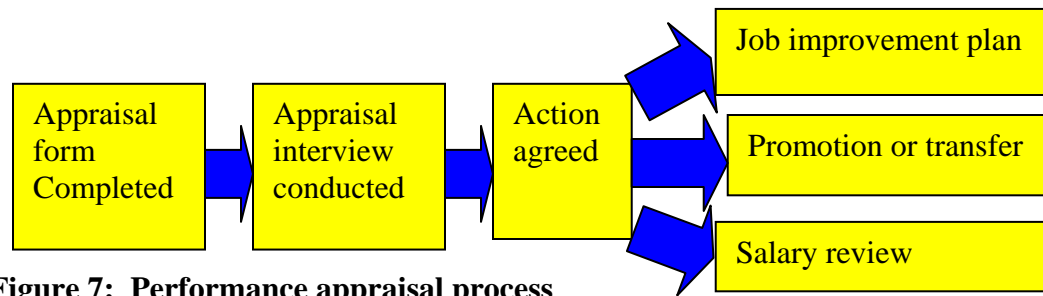 Appraisal
form
Completed
Appraisal
interview
conducted
Action
agreed
Job improvement plan
Promotion or transfer
Salary review
Figure 7:  Performance appraisal process